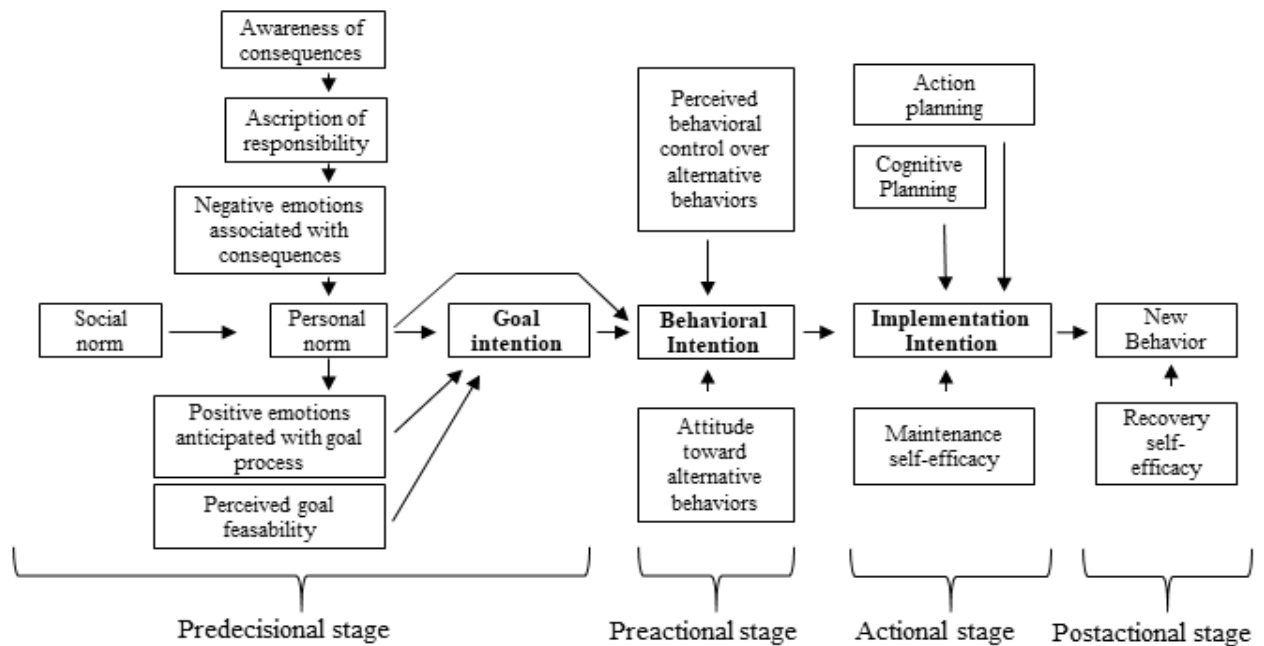 Awareness of
consequences
Ascription of
responsibility
Negative emotions
associated with
consequences
Social
norm
Personal
norm
Positive emotions
anticipated with goal
process
Perceived goal
feasability
Goal
intention
Perceived
behavioral
control over
alternative
behaviors
Behavioral
Intention
Attitude
toward
alternative
behaviors
Action
planning
Cognitive
Planning
Implementation
Intention
Maintenance
self-efficacy
New
Behavior
Recovery
self-
efficacy
Predecisional stage
Preactional stage
Actional stage
Postactional stage